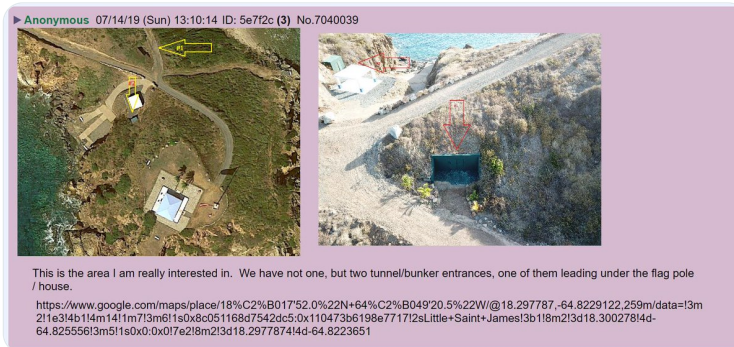 Anonymous 07/14/19 (Sun) 13:10:14 ID: 5e7f2c (3) No.7040039
This is the area I am really interested in. We have not one, but two tunnel/bunker entrances, one of them leading under the flag pole
/ house.
https://www.google.com/maps/place/18%C2%B017'52.0%22N+64%C2%B049'20.5%22W/@18.297787,-64.8229122,259m/data=!3m
2!1e3!4b1!4m14!1m7!3m6!1s0x8c051168d7542dc5:0x110473b6198e7717!2sLittle+Saint+James!3b1!8m2!3d18.300278!4d-
64.825556!3m5!1s0x0:0x0!7e2!8m2!3d18.2977874!4d-64.8223651